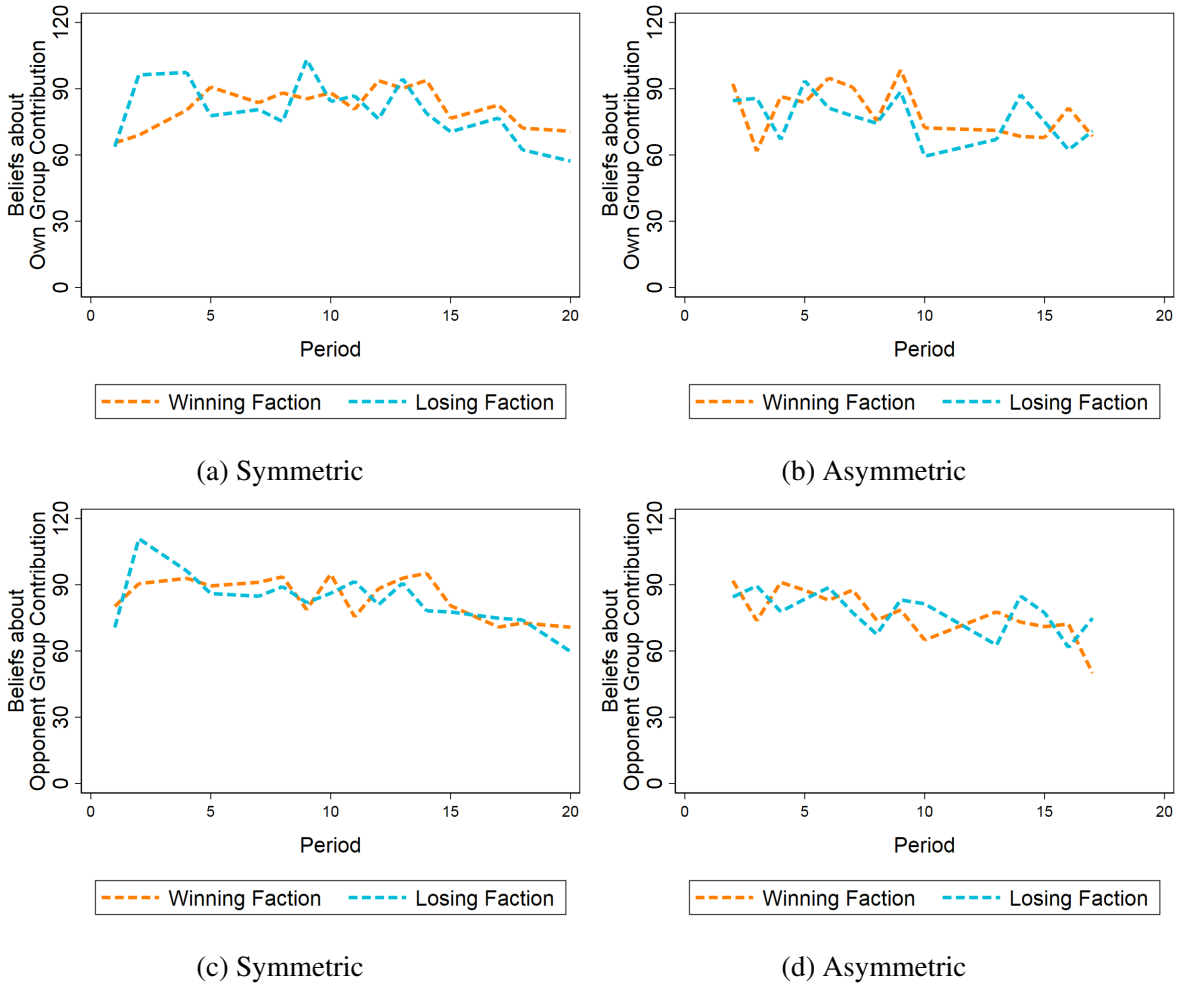 Beliefs about
Own Group Contribution
120
90
60
30
0
0 5 10 15 20
Period
Winning Faction Losing Faction
(a) Symmetric
Beliefs about
Own Group Contribution
120
90
60
30
0
0 5 10 15 20
Period
Winning Faction Losing Faction
(b) Asymmetric
Beliefs about
Opponent Group Contribution
120
90
60
30
0
0 5 10 15 20
Period
Winning Faction Losing Faction
(c) Symmetric
Beliefs about
Opponent Group Contribution
120
90
60
30
0
0 5 10 15 20
Period
Winning Faction Losing Faction
(d) Asymmetric